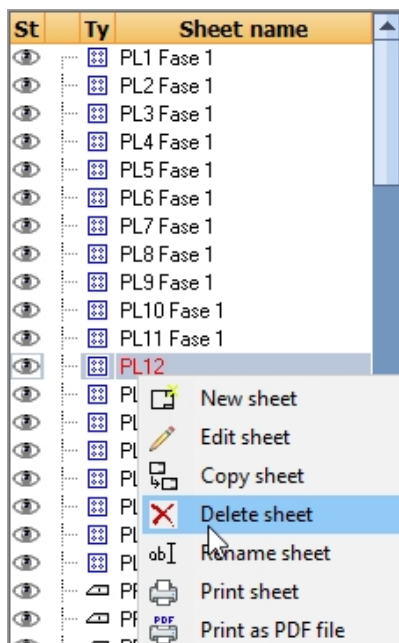 St Ty Sheet name
PL1 Fase 1
PL2 Fase 1
PL3 Fase 1
PL4 Fase 1
PL5 Fase 1
PL6 Fase 1
PL7 Fase 1
PL8 Fase 1
PL9 Fase 1
PL10 Fase 1
PL11 Fase 1
PL12
New sheet
Edit sheet
Copy sheet
Delete sheet
Rename sheet
Print sheet
PDF Print as PDF file